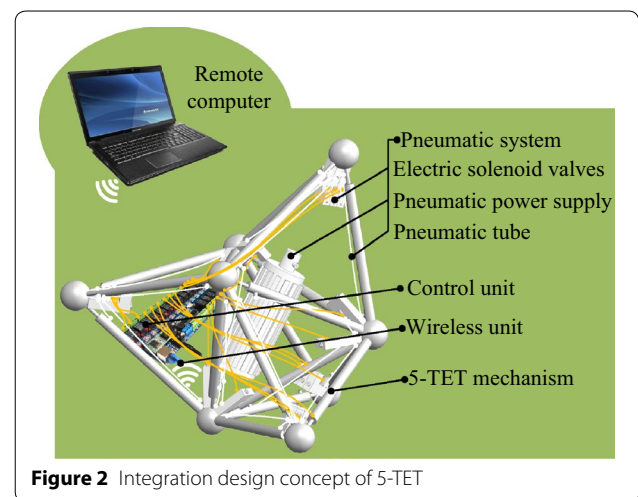 Remote
computer
Pneumatic system
Electric solenoid valves
Pneumatic power supply
Pneumatic tube
Control unit
Wireless unit
5-TET mechanism
Figure 2 Integration design concept of 5-TET